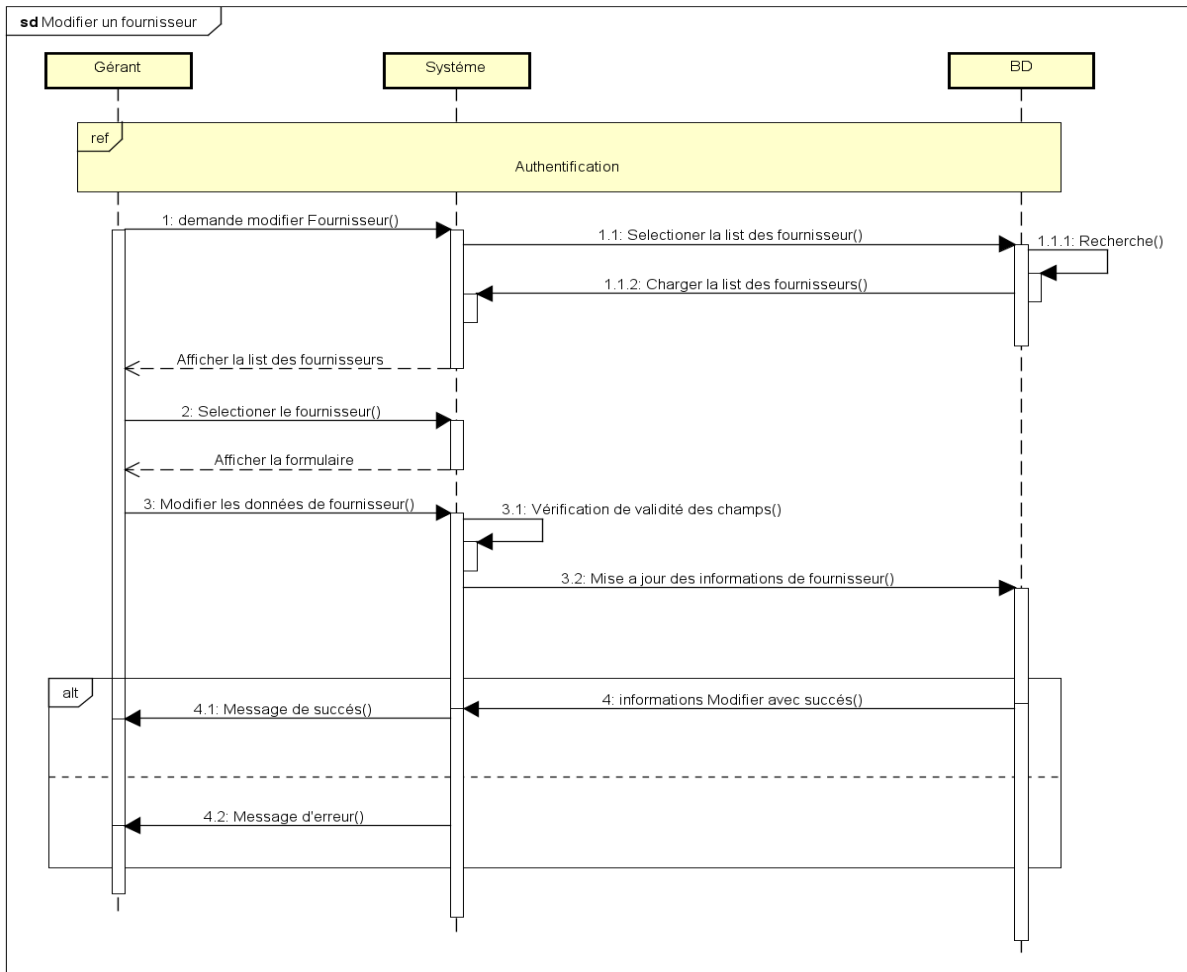 sd Modifier un fournisseur
Gérant
Systéme
BD
ref
Authentification
1: demande modifier Fournisseur()
1.1: Selectioner la list des fournisseur()
1.1.1: Recherche()
1.1.2: Charger la list des fournisseurs()
Afficher la list des fournisseurs
2: Selectioner le fournisseur()
Afficher la formulaire
3: Modifier les données de fournisseur()
3.1: Vérification de validité des champs()
3.2: Mise a jour des informations de fournisseur()
alt
4: informations Modifier avec succés()
4.1: Message de succés()
4.2: Message d'erreur()